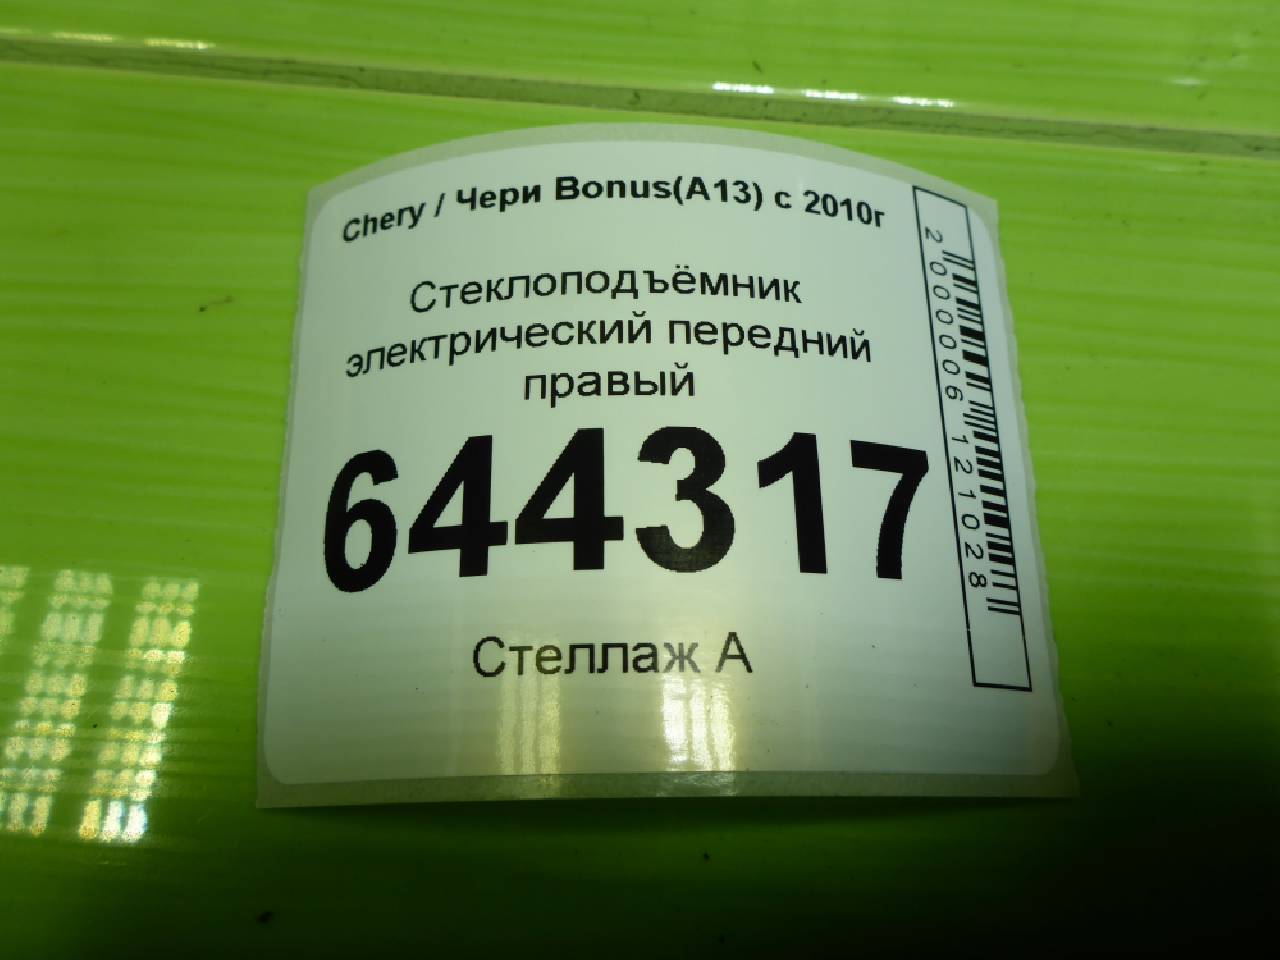 Chery / Чери Bonus(A13) с 2010г
Стеклоподъёмник
электрический передний
правый
644317
Стеллаж А
2000006121028